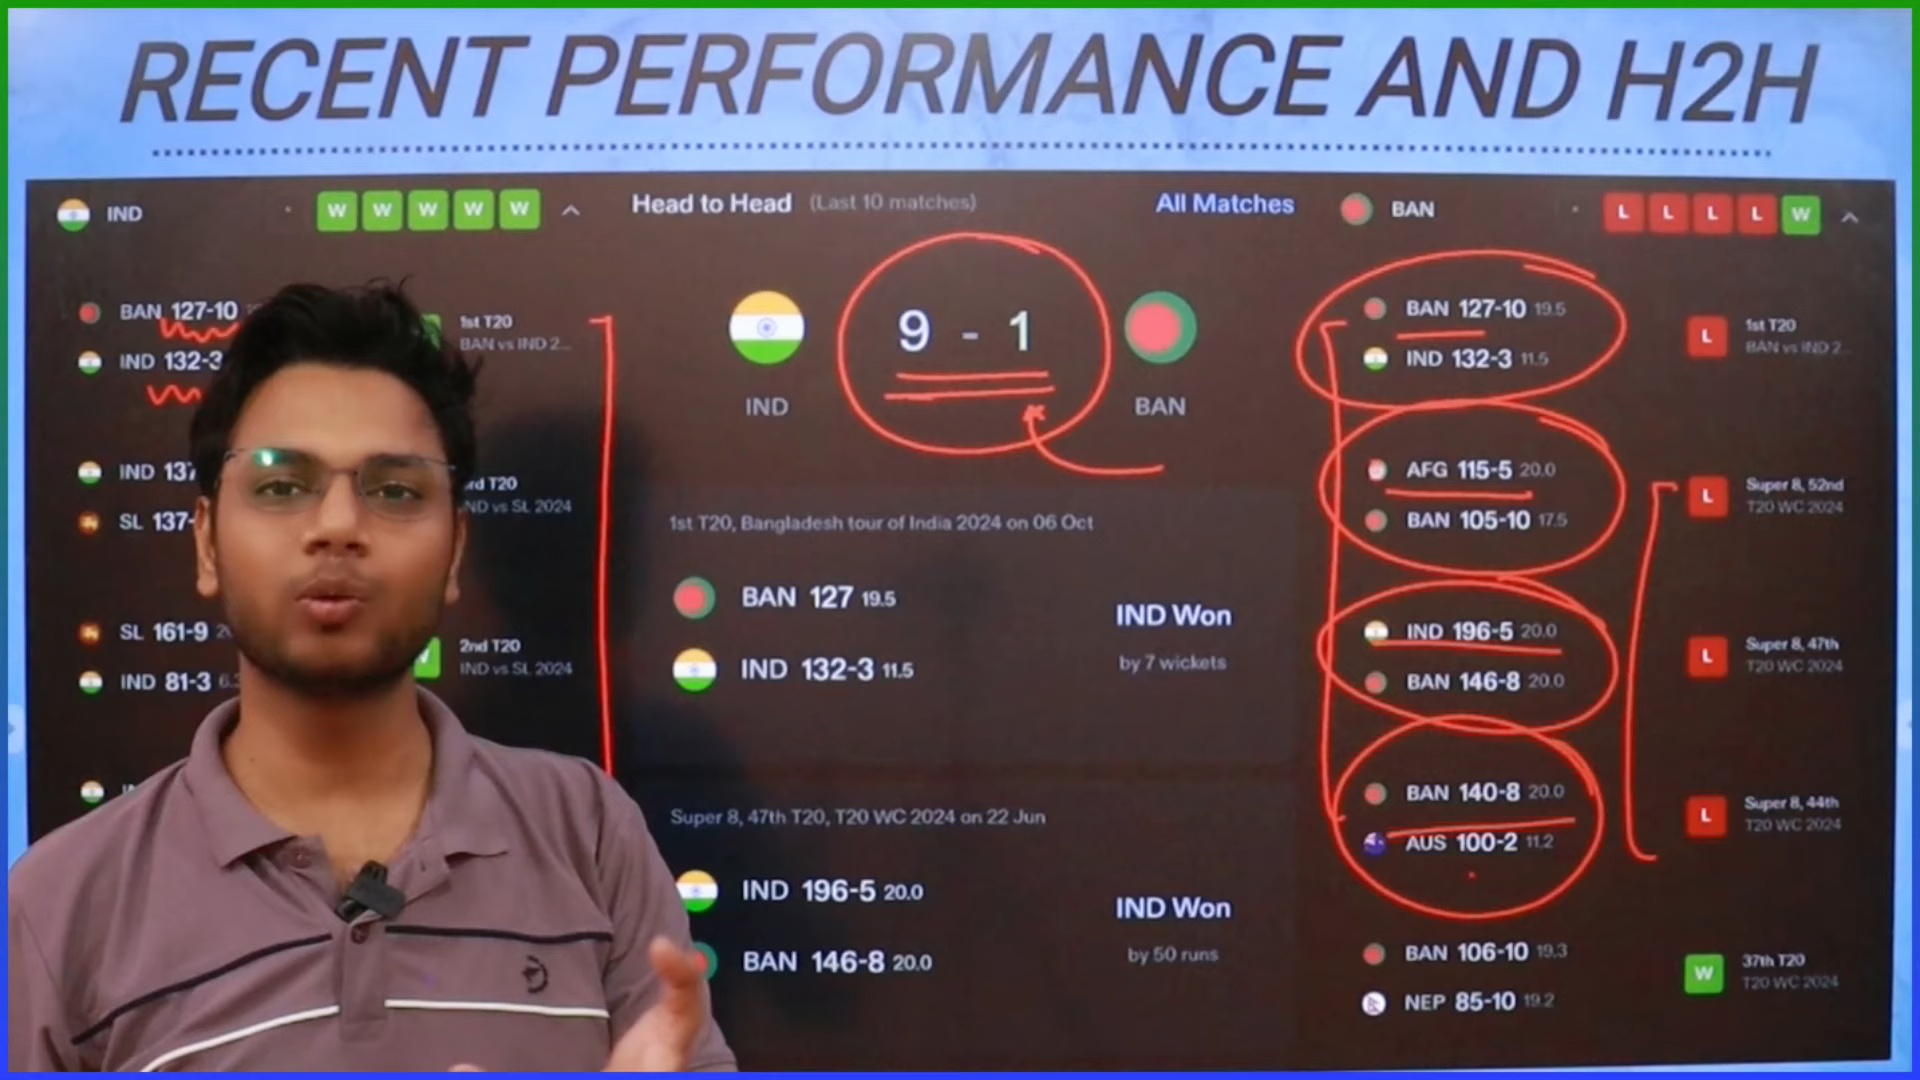 RECENT PERFORMANCE AND H2H
IND W W W W W
BAN 127-10
IND 132-3
1st T20
BAN vs IND 2...
IND
SL
T20
IND vs SL 2024
SL 161-9
IND 81-3
2nd T20
IND vs SL 2024
Head to Head (Last 10 matches) All Matches
9 - 1
IND BAN
1st T20, Bangladesh tour of India 2024 on 06 Oct
BAN 127 19.5
IND 132-3 11.5
IND Won
by 7 wickets
Super 8, 47th T20, T20 WC 2024 on 22 Jun
IND 196-5 20.0
BAN 146-8 20.0
IND Won
by 50 runs
BAN L L L L W
BAN 127-10 19.5
IND 132-3 11.5
L
1st T20
BAN vs IND 2...
AFG 115-5 20.0
BAN 105-10 17.5
L
Super 8, 52nd
T20 WC 2024
IND 196-5 20.0
BAN 146-8 20.0
L
Super 8, 47th
T20 WC 2024
BAN 140-8 20.0
AUS 100-2 11.2
L
Super 8, 44th
T20 WC 2024
BAN 106-10 19.3
NEP 85-10 19.2
W
37th T20
T20 WC 2024